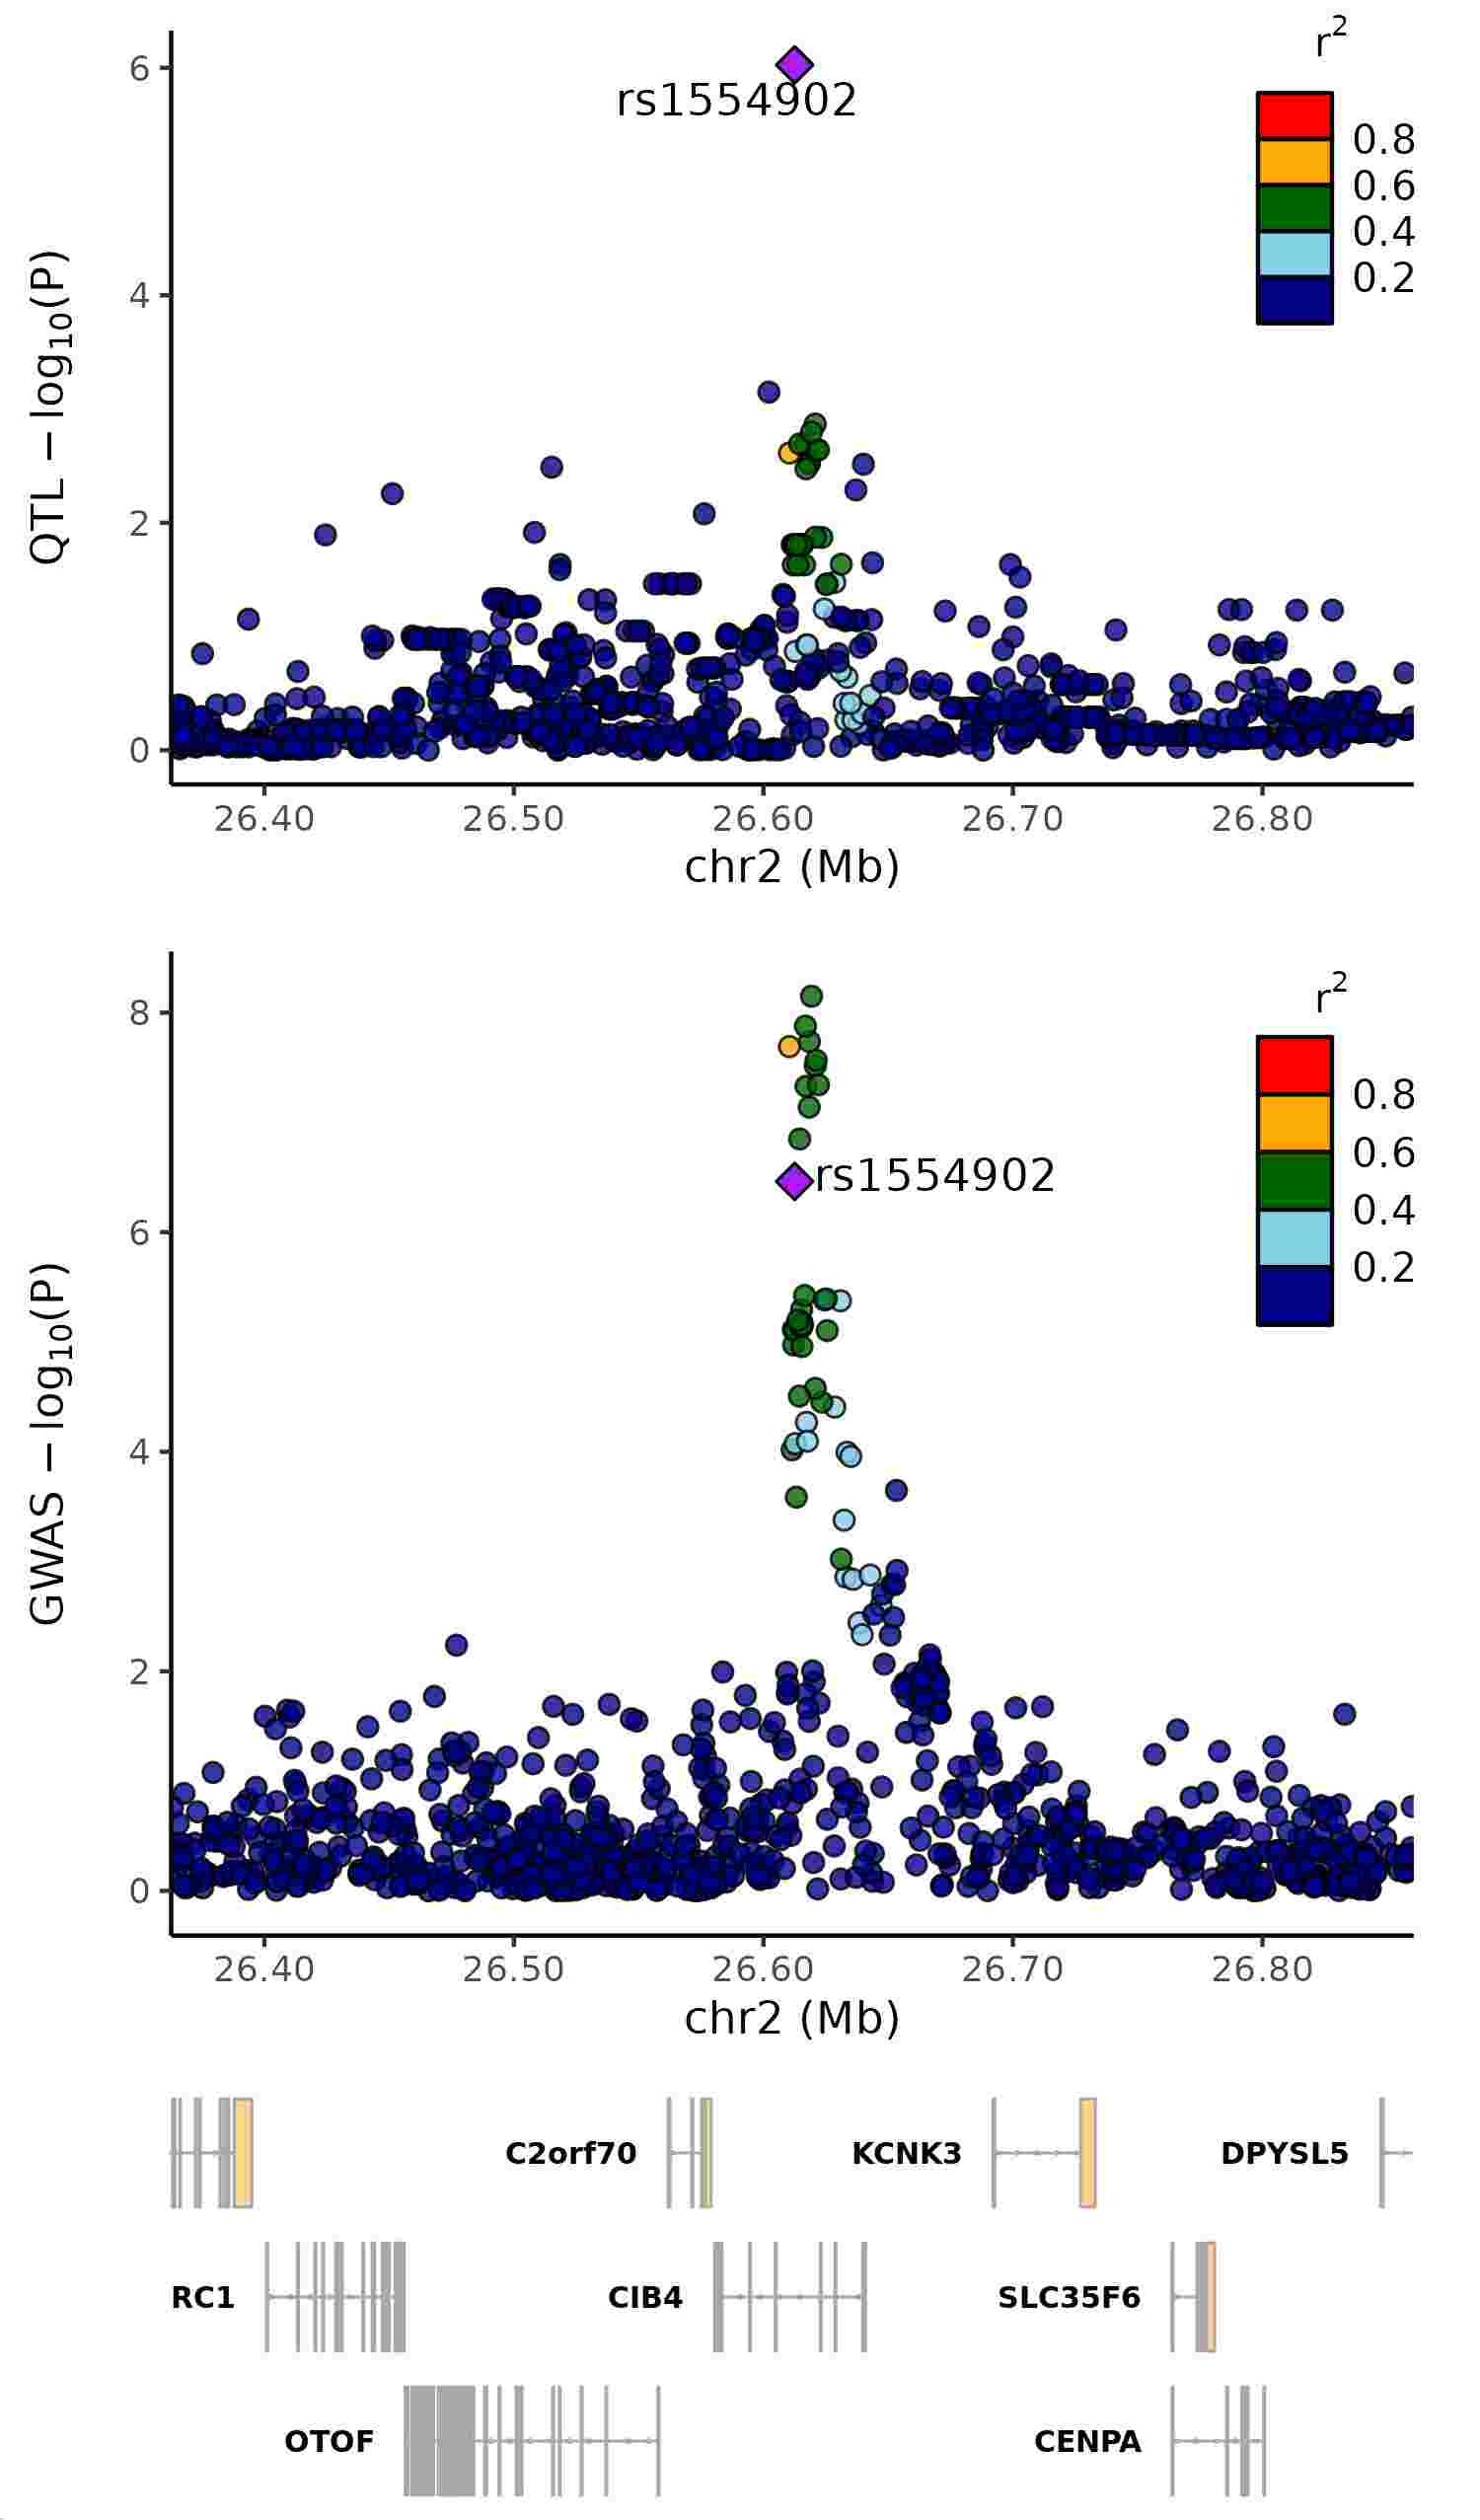 r2
6
rs1554902
0.8
0.6
0.4
0.2
4
2
0
QTL − log10(P)
26.40 26.50 26.60 26.70 26.80
chr2 (Mb)
r2
8
0.8
rs1554902
0.6
6
0.4
0.2
4
2
0
GWAS − log10(P)
26.40 26.50 26.60 26.70 26.80
chr2 (Mb)
C2orf70 KCNK3 DPYSL5
RC1 CIB4 SLC35F6
OTOF CENPA